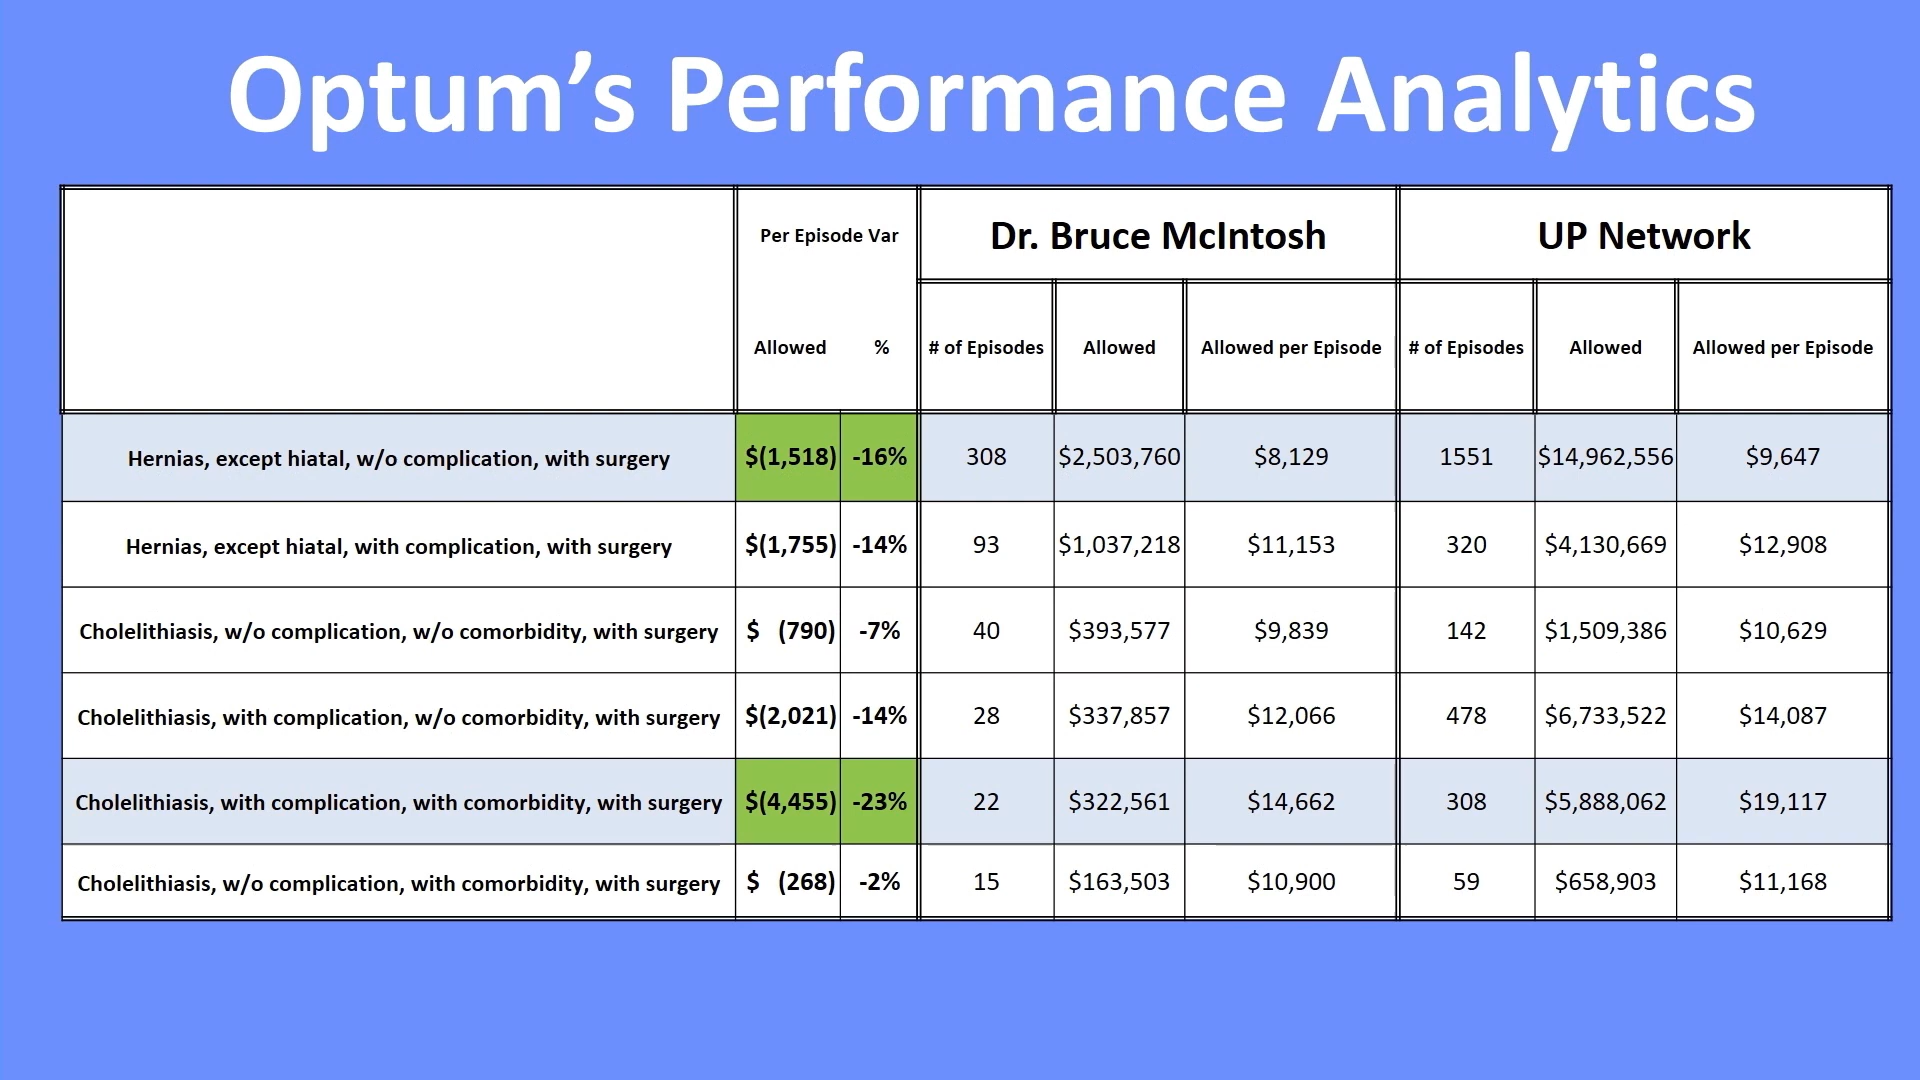 Optum’s Performance Analytics
Per Episode Var Dr. Bruce McIntosh UP Network
Allowed % # of Episodes Allowed Allowed per Episode # of Episodes Allowed Allowed per Episode
Hernias, except hiatal, w/o complication, with surgery $(1,518) -16% 308 $2,503,760 $8,129 1551 $14,962,556 $9,647
Hernias, except hiatal, with complication, with surgery $(1,755) -14% 93 $1,037,218 $11,153 320 $4,130,669 $12,908
Cholelithiasis, w/o complication, w/o comorbidity, with surgery $ (790) -7% 40 $393,577 $9,839 142 $1,509,386 $10,629
Cholelithiasis, with complication, w/o comorbidity, with surgery $(2,021) -14% 28 $337,857 $12,066 478 $6,733,522 $14,087
Cholelithiasis, with complication, with comorbidity, with surgery $(4,455) -23% 22 $322,561 $14,662 308 $5,888,062 $19,117
Cholelithiasis, w/o complication, with comorbidity, with surgery $ (268) -2% 15 $163,503 $10,900 59 $658,903 $11,168